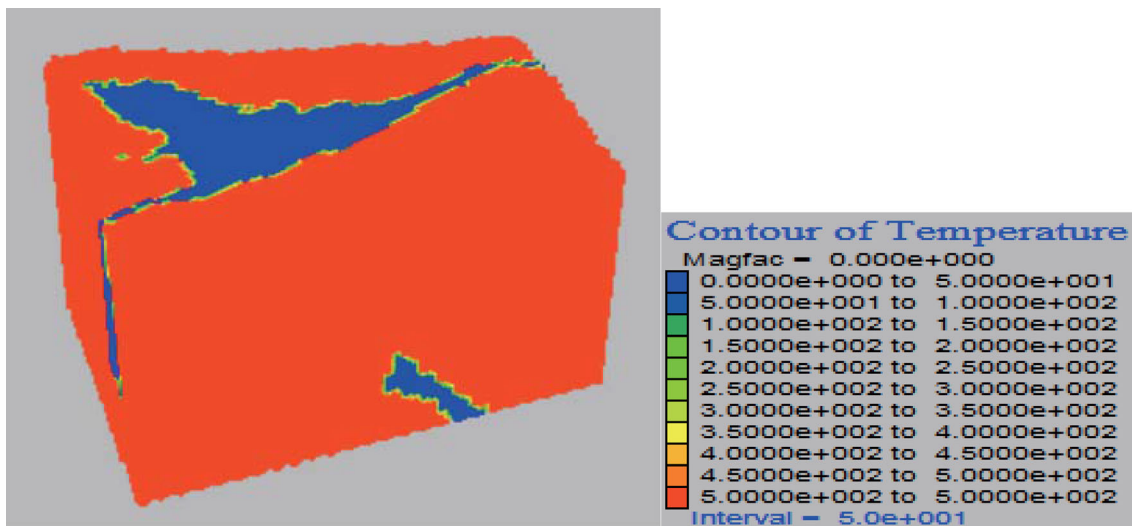 Contour of Temperature
Magfac = 0.000e+000
0.0000e+000 to 5.0000e+001
5.0000e+001 to 1.0000e+002
1.0000e+002 to 1.5000e+002
1.5000e+002 to 2.0000e+002
2.0000e+002 to 2.5000e+002
2.5000e+002 to 3.0000e+002
3.0000e+002 to 3.5000e+002
3.5000e+002 to 4.0000e+002
4.0000e+002 to 4.5000e+002
4.5000e+002 to 5.0000e+002
5.0000e+002 to 5.0000e+002
Interval = 5.0e+001